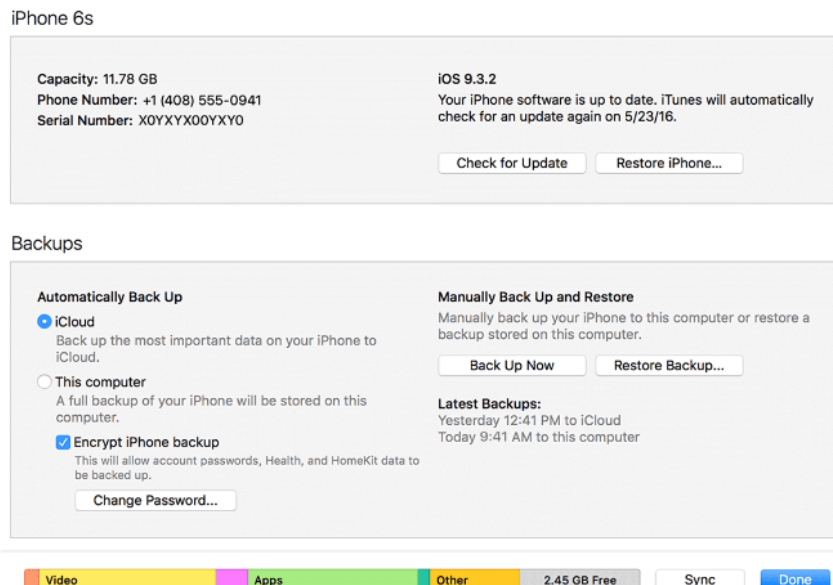 iPhone 6s
Capacity: 11.78 GB
Phone Number: +1 (408) 555-0941
Serial Number: X0YXYX00YXY0
iOS 9.3.2
Your iPhone software is up to date. iTunes will automatically
check for an update again on 5/23/16.
Check for Update
Restore iPhone...
Backups
Automatically Back Up
iCloud
Back up the most important data on your iPhone to
iCloud.
This computer
A full backup of your iPhone will be stored on this
computer.
Encrypt iPhone backup
This will allow account passwords, Health, and HomeKit data to
be backed up.
Change Password...
Manually Back Up and Restore
Manually back up your iPhone to this computer or restore a
backup stored on this computer.
Back Up Now
Restore Backup...
Latest Backups:
Yesterday 12:41 PM to iCloud
Today 9:41 AM to this computer
Video
Apps
Other
2.45 GB Free
Sync
Done